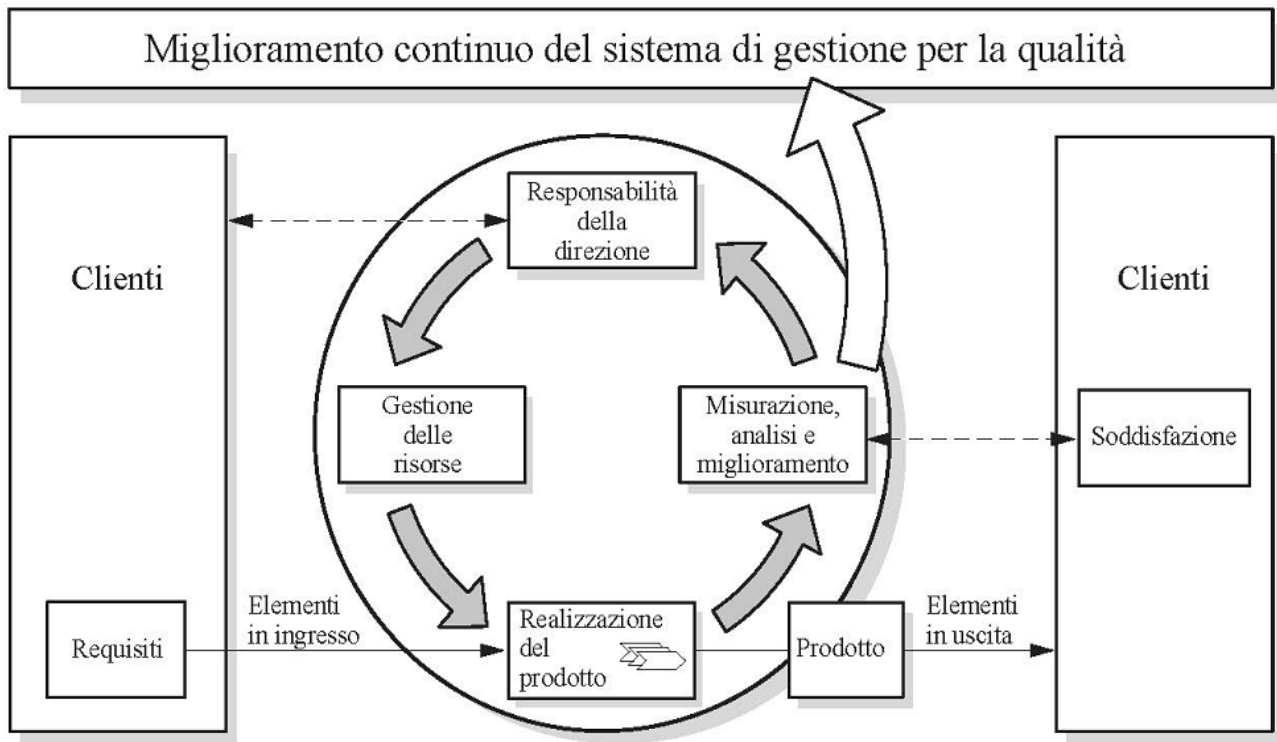 Miglioramento continuo del sistema di gestione per la qualità
Clienti
Responsabilità
della
direzione
Clienti
Gestione
delle
risorse
Misurazione,
analisi e
miglioramento
Soddisfazione
Requisiti
Elementi
in ingresso
Realizzazione
del
prodotto
Prodotto
Elementi
in uscita